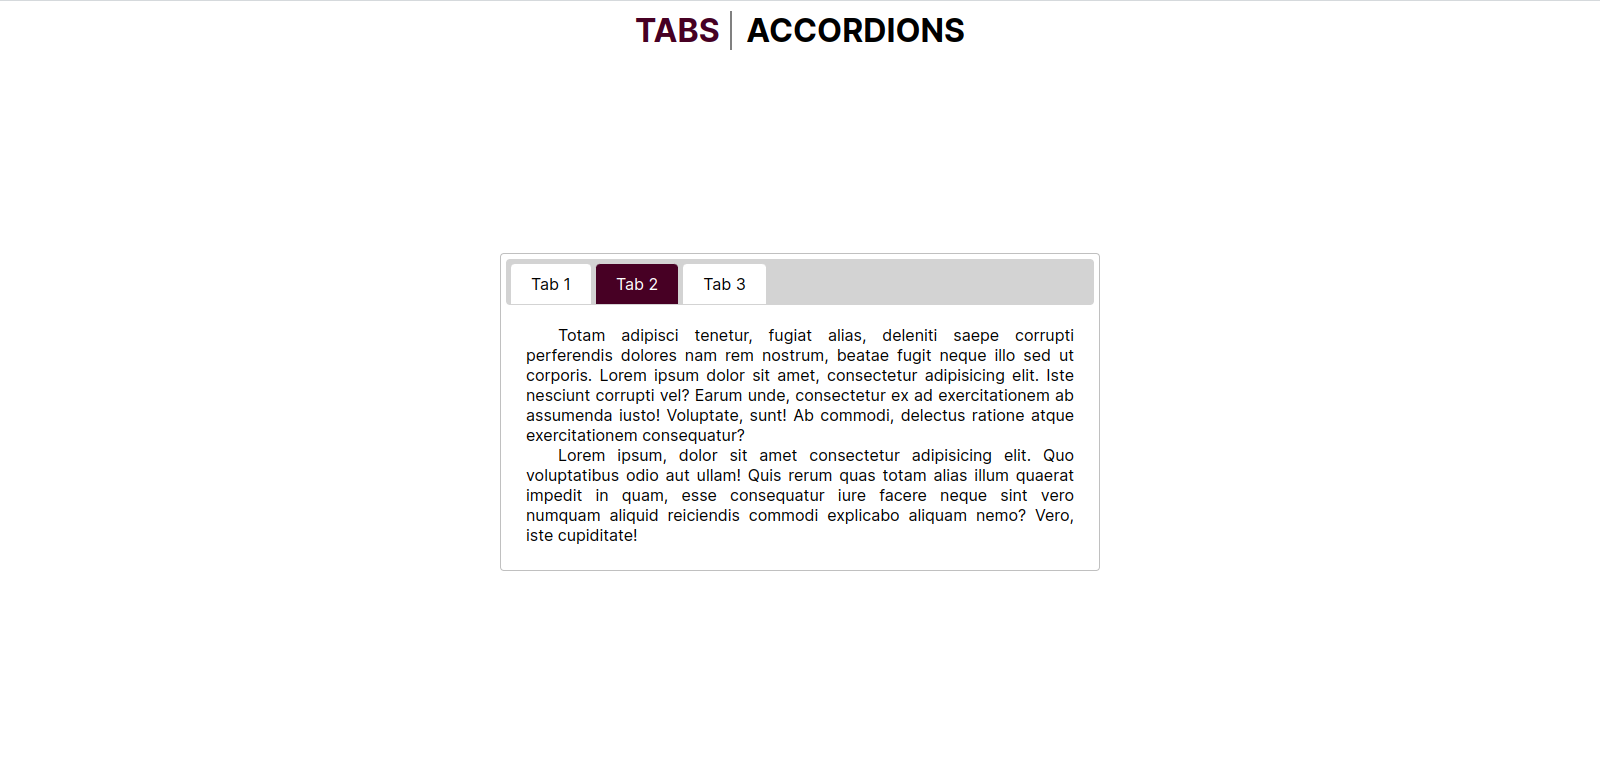 TABS ACCORDIONS
Tab 1 Tab 2 Tab 3
Totam adipisci tenetur, fugiat alias, deleniti saepe corrupti
perferendis dolores nam rem nostrum, beatae fugit neque illo sed ut
corporis. Lorem ipsum dolor sit amet, consectetur adipisicing elit. Iste
nesciunt corrupti vel? Earum unde, consectetur ex ad exercitationem ab
assumenda iusto! Voluptate, sunt! Ab commodi, delectus ratione atque
exercitationem consequatur?
Lorem ipsum, dolor sit amet consectetur adipisicing elit. Quo
voluptatibus odio aut ullam! Quis rerum quas totam alias illum quaerat
impedit in quam, esse consequatur iure facere neque sint vero
numquam aliquid reiciendis commodi explicabo aliquam nemo? Vero,
iste cupiditate!